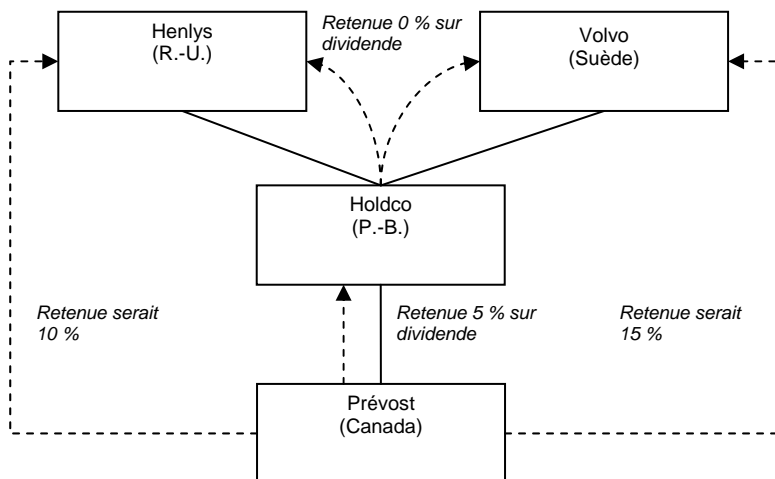 Henlys
(R.-U.)
Retenue 0 % sur
dividende
Volvo
(Suède)
Holdco
(P.-B.)
Retenue serait
10 %
Retenue 5 % sur
dividende
Retenue serait
15 %
Prévost
(Canada)